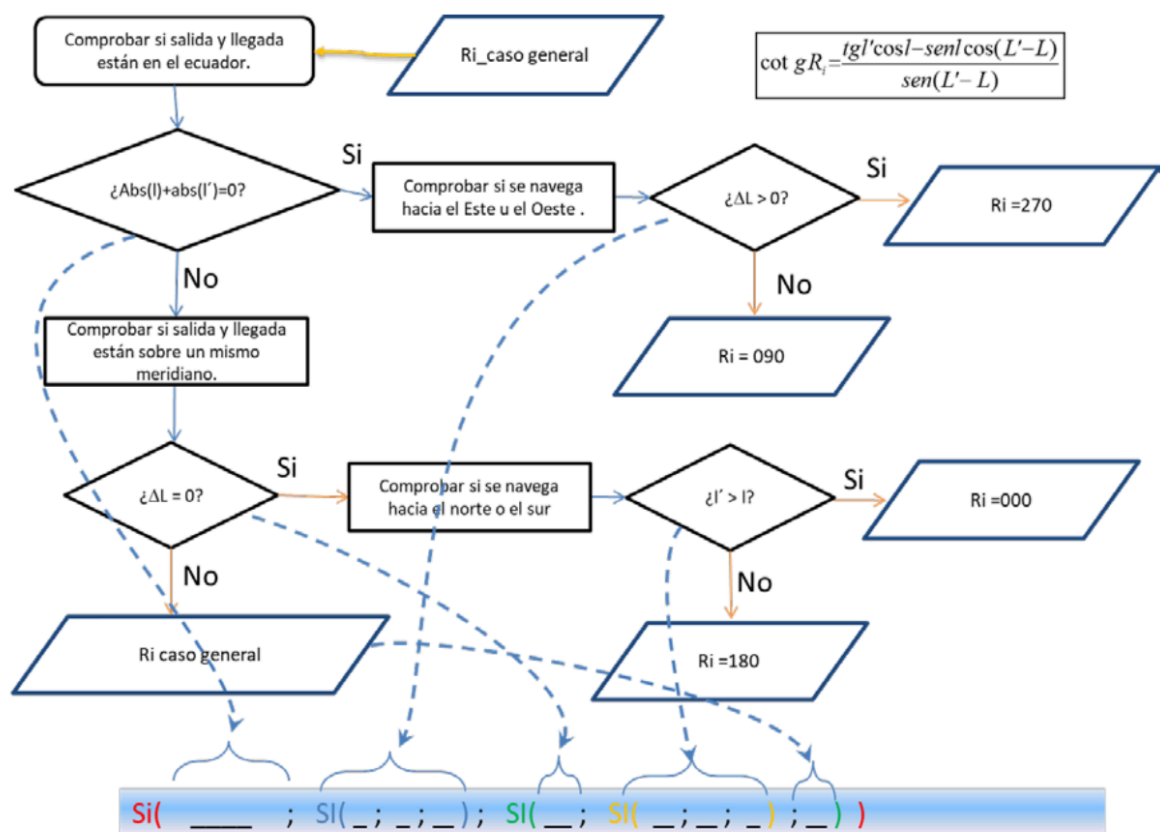 Comprobar si salida y llegada
están en el ecuador.
Ri_caso general
cot gR_i = (tgl'cosl−senl cos(L'−L)) / (sen(L'−L))
¿Abs(l)+abs(l´)=0?
Si
Comprobar si se navega
hacia el Este u el Oeste .
¿ΔL > 0?
Si
Ri =270
No
No
Comprobar si salida y llegada
están sobre un mismo
meridiano.
Ri = 090
¿ΔL = 0?
Si
Comprobar si se navega
hacia el norte o el sur
¿l´ > l?
Si
Ri =000
No
No
Ri caso general
Ri =180
Si( ____ ; SI(_; _;__); SI(__; SI( __;__; _) ;__) )